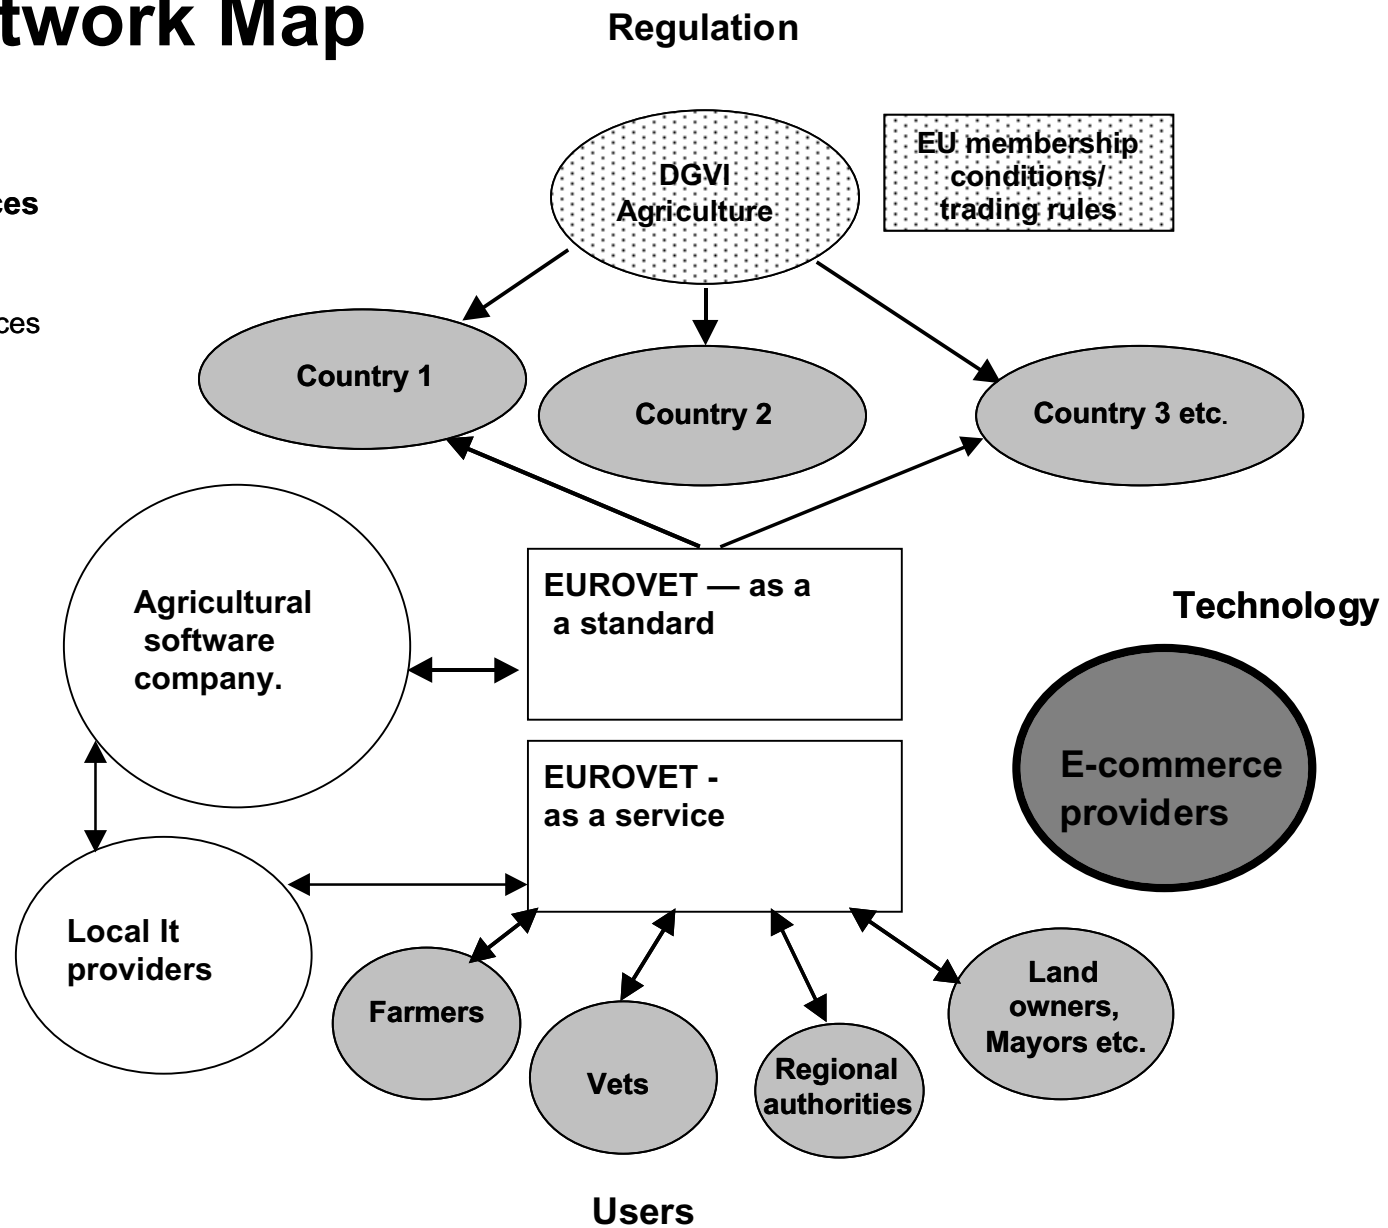 twork Map
Regulation
ces
ces
DGVI
Agriculture
EU membership
conditions/
trading rules
Country 1
Country 2
Country 3 etc.
Agricultural
software
company.
EUROVET — as a
a standard
Technology
EUROVET -
as a service
E-commerce
providers
Local It
providers
Farmers
Vets
Regional
authorities
Land
owners,
Mayors etc.
Users